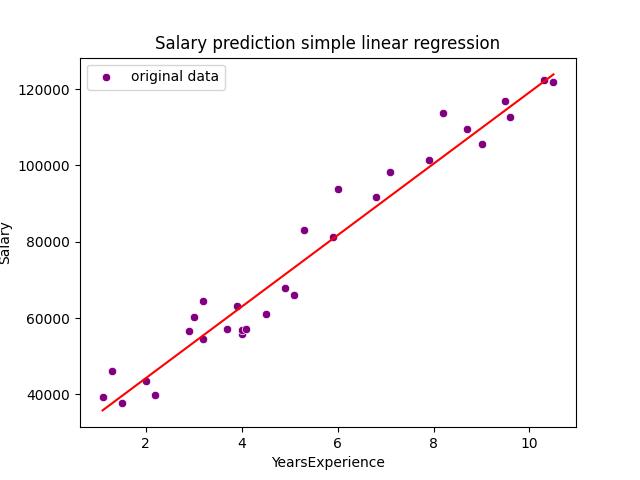 Salary prediction simple linear regression
original data
120000
100000
80000
60000
40000
Salary
2 4 6 8 10
YearsExperience